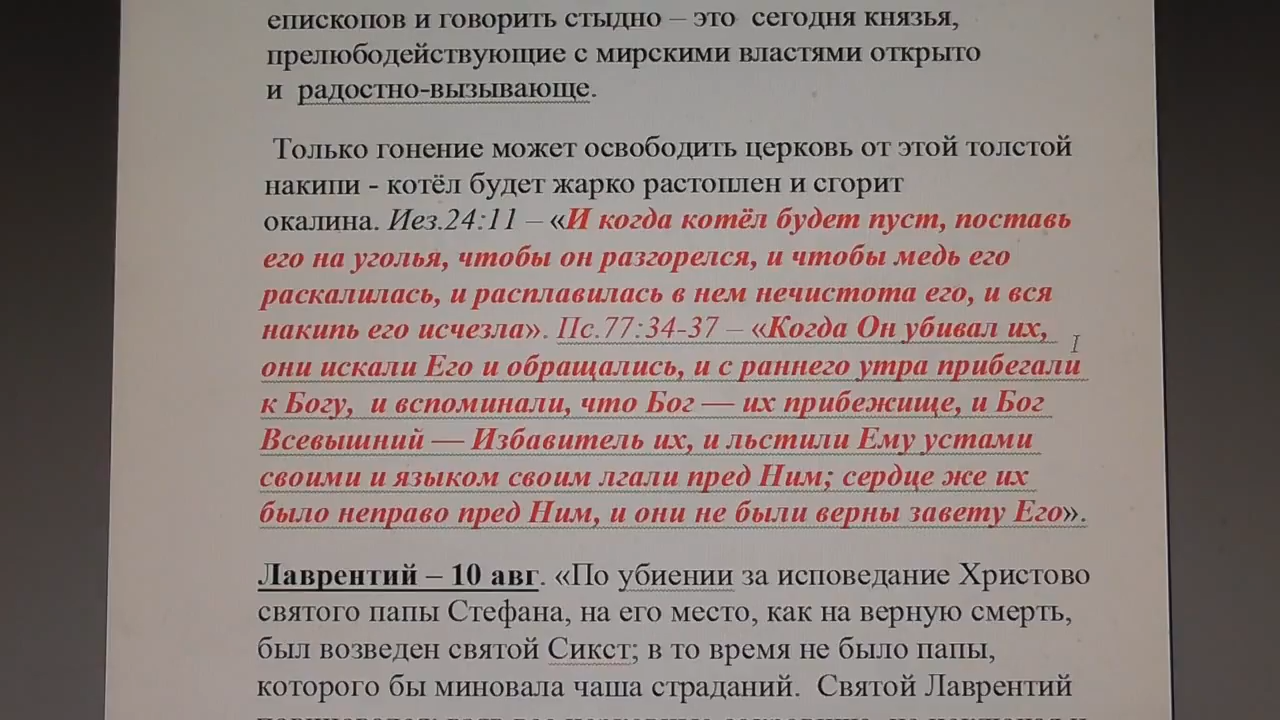 епископов и говорить стыдно – это сегодня князья,
прелюбодействующие с мирскими властями открыто
и радостно-вызывающе.
Только гонение может освободить церковь от этой толстой
накипи - котёл будет жарко растоплен и сгорит
окалина. Иез.24:11 – «И когда котёл будет пуст, поставь
его на уголья, чтобы он разгорелся, и чтобы медь его
раскалилась, и расплавилась в нем нечистота его, и вся
накипь его исчезла». Пс.77:34-37 – «Когда Он убивал их,
они искали Его и обращались, и с раннего утра прибегали
к Богу, и вспоминали, что Бог — их прибежище, и Бог
Всевышний — Избавитель их, и льстили Ему устами
своими и языком своим лгали пред Ним; сердце же их
было неправо пред Ним, и они не были верны завету Его».
Лаврентий – 10 авг. «По убиении за исповедание Христово
святого папы Стефана, на его место, как на верную смерть,
был возведен святой Сикст; в то время не было папы,
которого бы миновала чаша страданий. Святой Лаврентий